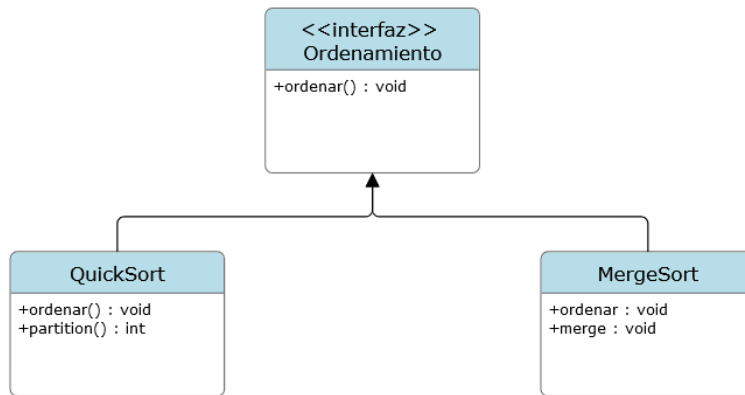 <<interfaz>>
Ordenamiento
+ordenar() : void
QuickSort
+ordenar() : void
+partition() : int
MergeSort
+ordenar : void
+merge : void